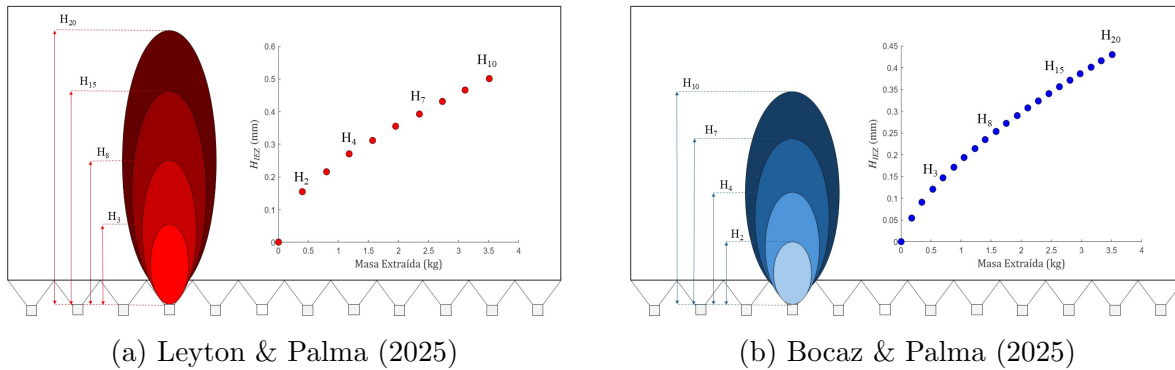 H20
H15
H8
H3
0.6
0.5
0.4
0.3
0.2
0.1
0
H_IEZ (mm)
H2
H4
H7
H10
0 0.5 1 1.5 2 2.5 3 3.5 4
Masa Extraída (kg)
(a) Leyton & Palma (2025)
H10
H7
H4
H2
0.45
0.4
0.35
0.3
0.25
0.2
0.15
0.1
0.05
0
H_IEZ (mm)
H3
H8
H15
H20
0 0.5 1 1.5 2 2.5 3 3.5 4
Masa Extraída (kg)
(b) Bocaz & Palma (2025)